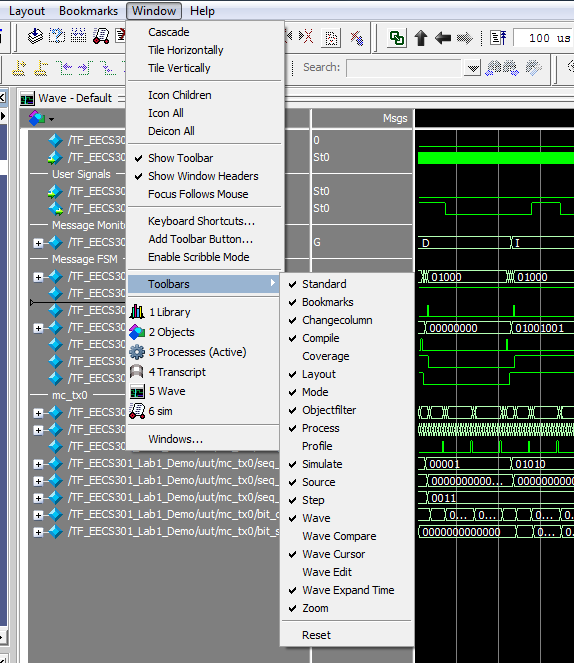 Layout Bookmarks Window Help
100 us
Search:
Cascade
Tile Horizontally
Tile Vertically
Icon Children
Icon All
Deicon All
Show Toolbar
Show Window Headers
Focus Follows Mouse
Keyboard Shortcuts...
Add Toolbar Button...
Enable Scribble Mode
Toolbars
1 Library
2 Objects
3 Processes (Active)
4 Transcript
5 Wave
6 sim
Windows...
Standard
Bookmarks
Changecolumn
Compile
Coverage
Layout
Mode
Objectfilter
Process
Profile
Simulate
Source
Step
Wave
Wave Compare
Wave Cursor
Wave Edit
Wave Expand Time
Zoom
Reset
Wave - Default
Msgs
/TF_EECS30 0
/TF_EECS30 St0
User Signals
/TF_EECS30 St0
/TF_EECS30 St0
Message Monito
/TF_EECS30 G D I
Message FSM
/TF_EECS30 01000 01000
/TF_EECS30
/TF_EECS30
/TF_EECS30 00000000 01001001
/TF_EECS30
/TF_EECS30
/TF_EECS30
mc_tx0
/TF_EECS30
/TF_EECS30
/TF_EECS30
/TF_EECS301_Lab1_Demo/uut/mc_tx0/seq_ 00001 01010
/TF_EECS301_Lab1_Demo/uut/mc_tx0/seq_ 0000000000... 000000000
/TF_EECS301_Lab1_Demo/uut/mc_tx0/seq_ 0011
/TF_EECS301_Lab1_Demo/uut/mc_tx0/bit_c 0... 0... 0... 0.
/TF_EECS301_Lab1_Demo/uut/mc_tx0/bit_s 0000000000000 0... 0.